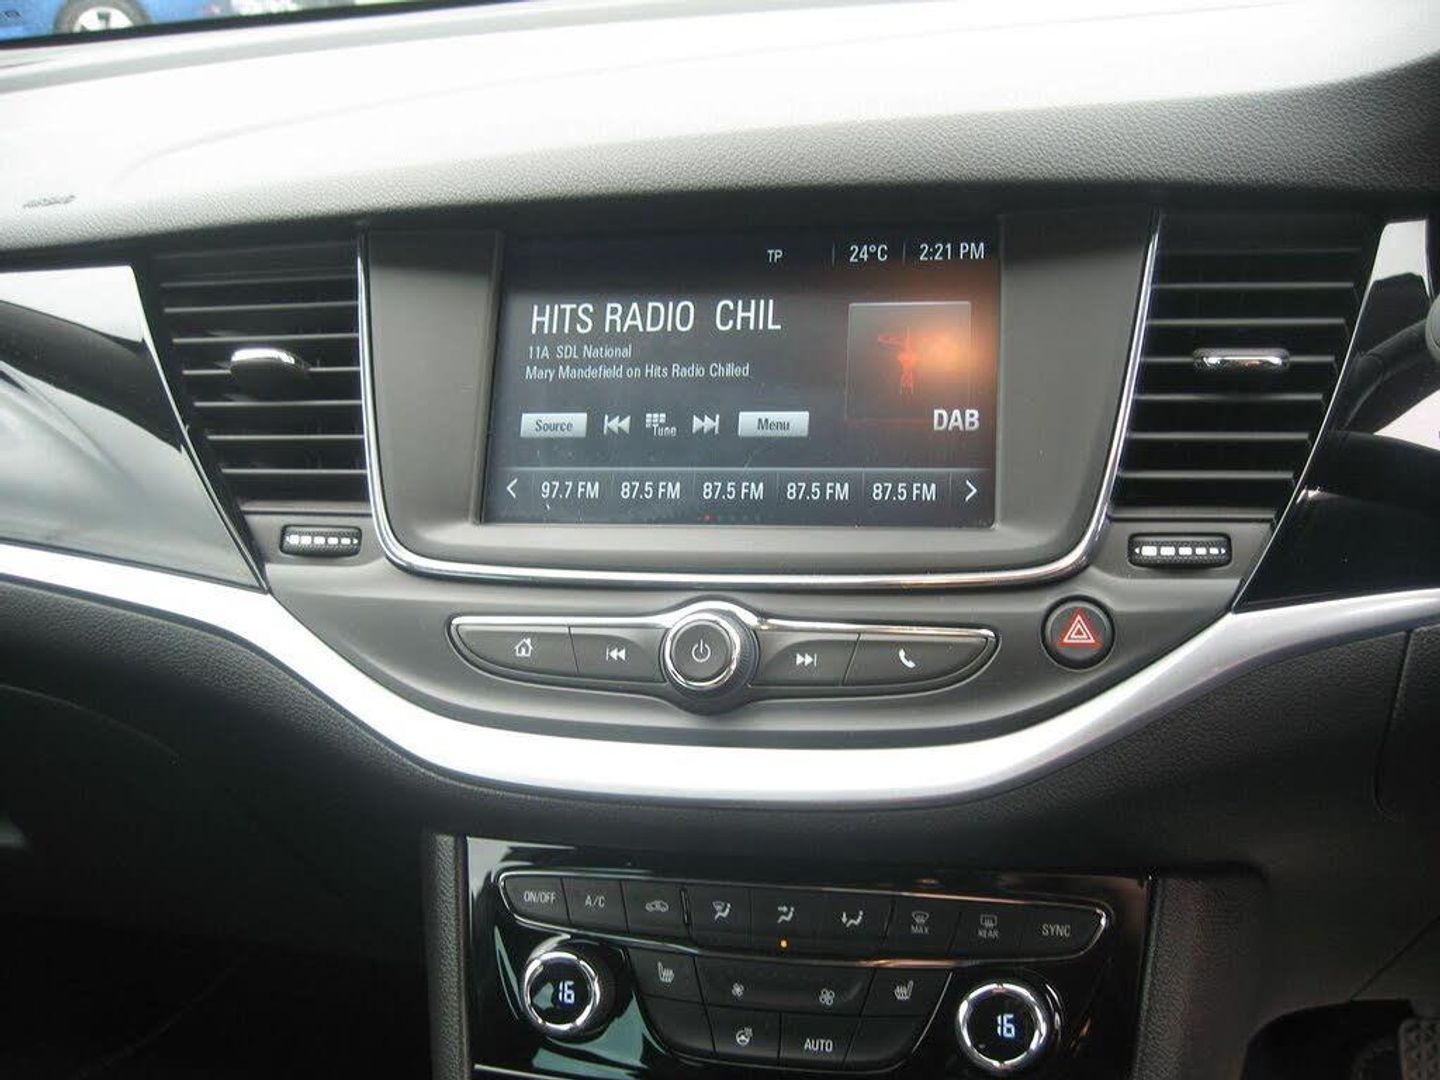 TP 24°C 2:21 PM
HITS RADIO CHIL
11A SDL National
Mary Mandefield on Hits Radio Chilled
Source Tune Menu
DAB
97.7 FM 87.5 FM 87.5 FM 87.5 FM 87.5 FM
ON/OFF A/C MAX REAR SYNC
16 16
AUTO